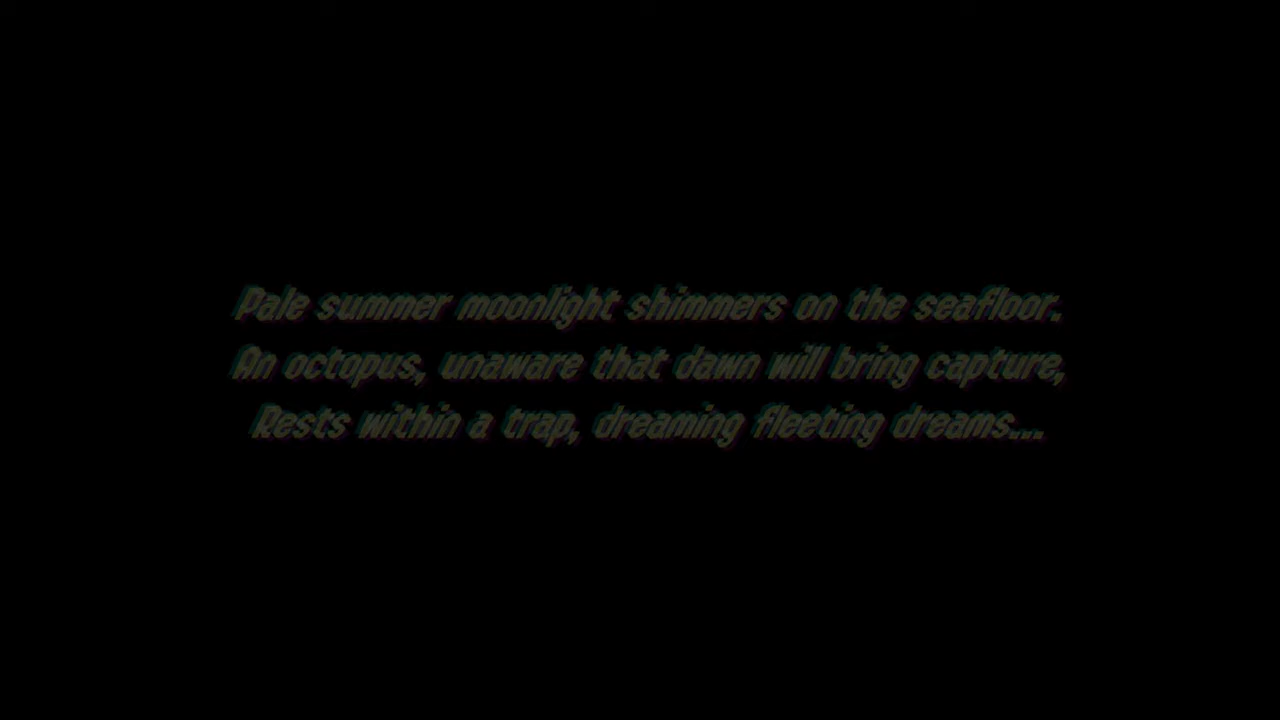 Pale summer moonlight shimmers on the seafloor.
An octopus, unaware that dawn will bring capture,
Rests within a trap, dreaming fleeting dreams...